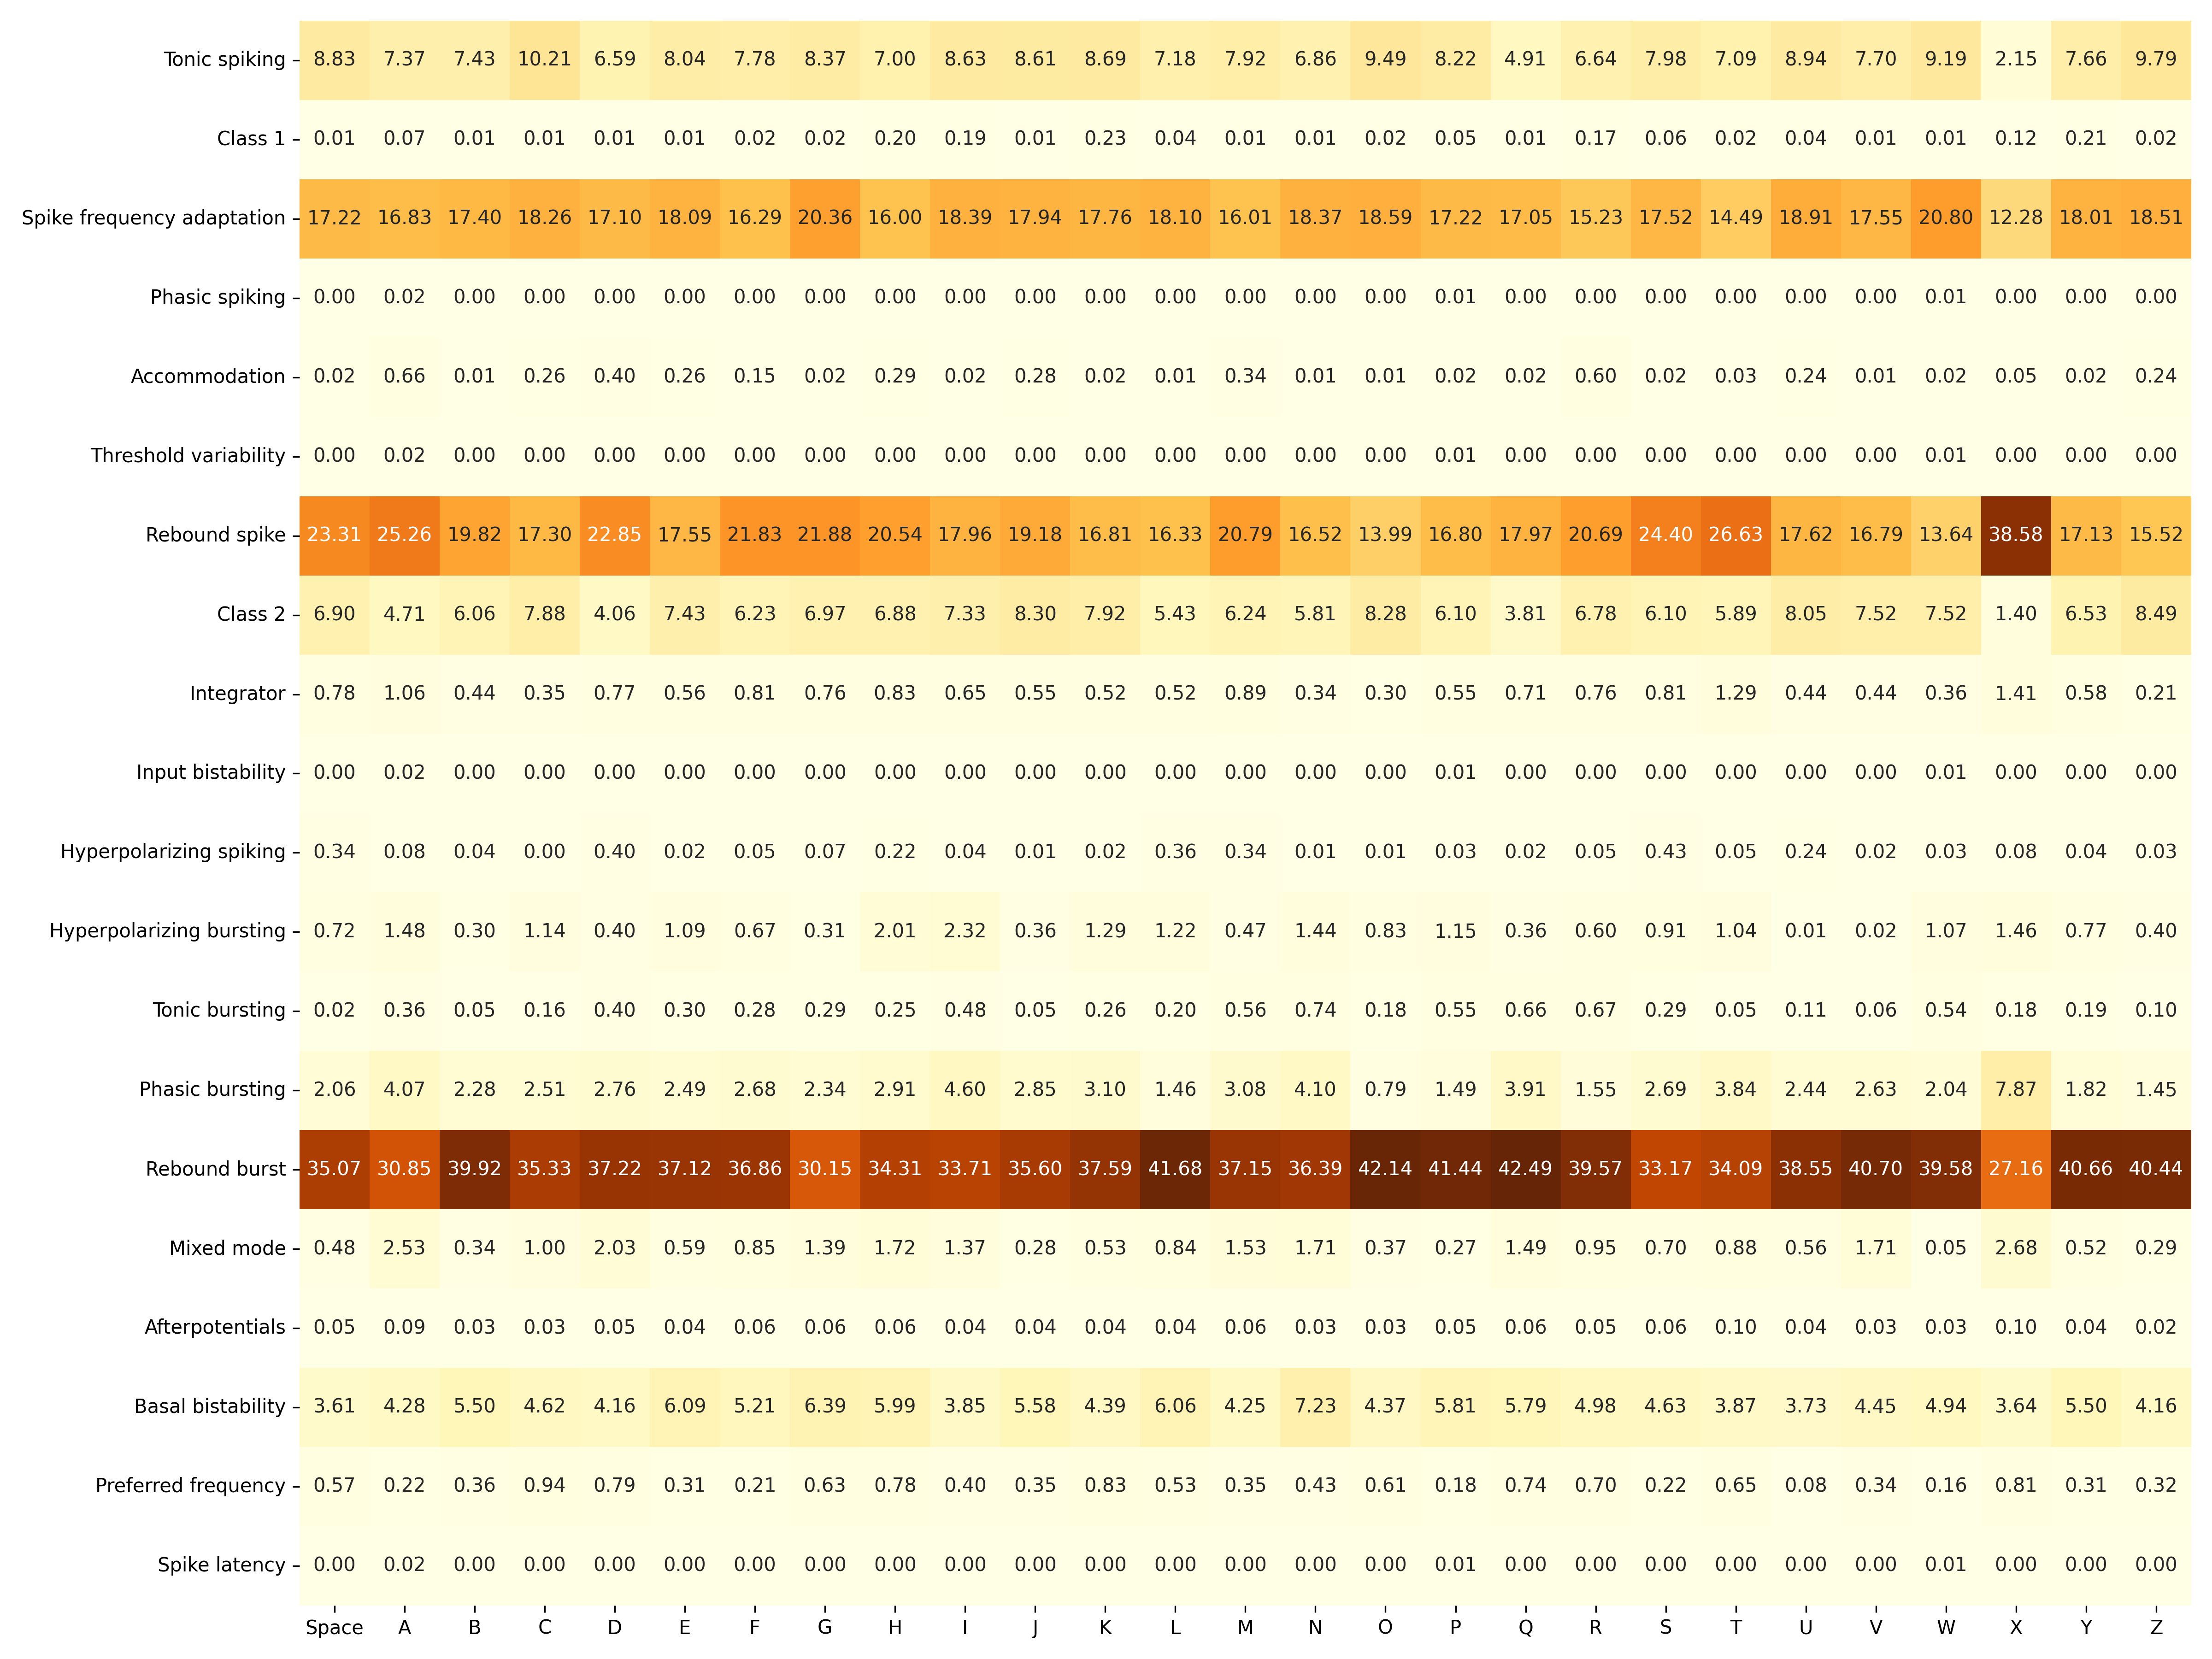 Tonic spiking 8.83 7.37 7.43 10.21 6.59 8.04 7.78 8.37 7.00 8.63 8.61 8.69 7.18 7.92 6.86 9.49 8.22 4.91 6.64 7.98 7.09 8.94 7.70 9.19 2.15 7.66 9.79
Class 1 0.01 0.07 0.01 0.01 0.01 0.01 0.02 0.02 0.20 0.19 0.01 0.23 0.04 0.01 0.01 0.02 0.05 0.01 0.17 0.06 0.02 0.04 0.01 0.01 0.12 0.21 0.02
Spike frequency adaptation 17.22 16.83 17.40 18.26 17.10 18.09 16.29 20.36 16.00 18.39 17.94 17.76 18.10 16.01 18.37 18.59 17.22 17.05 15.23 17.52 14.49 18.91 17.55 20.80 12.28 18.01 18.51
Phasic spiking 0.00 0.02 0.00 0.00 0.00 0.00 0.00 0.00 0.00 0.00 0.00 0.00 0.00 0.00 0.00 0.00 0.01 0.00 0.00 0.00 0.00 0.00 0.00 0.01 0.00 0.00 0.00
Accommodation 0.02 0.66 0.01 0.26 0.40 0.26 0.15 0.02 0.29 0.02 0.28 0.02 0.01 0.34 0.01 0.01 0.02 0.02 0.60 0.02 0.03 0.24 0.01 0.02 0.05 0.02 0.24
Threshold variability 0.00 0.02 0.00 0.00 0.00 0.00 0.00 0.00 0.00 0.00 0.00 0.00 0.00 0.00 0.00 0.00 0.01 0.00 0.00 0.00 0.00 0.00 0.00 0.01 0.00 0.00 0.00
Rebound spike 23.31 25.26 19.82 17.30 22.85 17.55 21.83 21.88 20.54 17.96 19.18 16.81 16.33 20.79 16.52 13.99 16.80 17.97 20.69 24.40 26.63 17.62 16.79 13.64 38.58 17.13 15.52
Class 2 6.90 4.71 6.06 7.88 4.06 7.43 6.23 6.97 6.88 7.33 8.30 7.92 5.43 6.24 5.81 8.28 6.10 3.81 6.78 6.10 5.89 8.05 7.52 7.52 1.40 6.53 8.49
Integrator 0.78 1.06 0.44 0.35 0.77 0.56 0.81 0.76 0.83 0.65 0.55 0.52 0.52 0.89 0.34 0.30 0.55 0.71 0.76 0.81 1.29 0.44 0.44 0.36 1.41 0.58 0.21
Input bistability 0.00 0.02 0.00 0.00 0.00 0.00 0.00 0.00 0.00 0.00 0.00 0.00 0.00 0.00 0.00 0.00 0.01 0.00 0.00 0.00 0.00 0.00 0.00 0.01 0.00 0.00 0.00
Hyperpolarizing spiking 0.34 0.08 0.04 0.00 0.40 0.02 0.05 0.07 0.22 0.04 0.01 0.02 0.36 0.34 0.01 0.01 0.03 0.02 0.05 0.43 0.05 0.24 0.02 0.03 0.08 0.04 0.03
Hyperpolarizing bursting 0.72 1.48 0.30 1.14 0.40 1.09 0.67 0.31 2.01 2.32 0.36 1.29 1.22 0.47 1.44 0.83 1.15 0.36 0.60 0.91 1.04 0.01 0.02 1.07 1.46 0.77 0.40
Tonic bursting 0.02 0.36 0.05 0.16 0.40 0.30 0.28 0.29 0.25 0.48 0.05 0.26 0.20 0.56 0.74 0.18 0.55 0.66 0.67 0.29 0.05 0.11 0.06 0.54 0.18 0.19 0.10
Phasic bursting 2.06 4.07 2.28 2.51 2.76 2.49 2.68 2.34 2.91 4.60 2.85 3.10 1.46 3.08 4.10 0.79 1.49 3.91 1.55 2.69 3.84 2.44 2.63 2.04 7.87 1.82 1.45
Rebound burst 35.07 30.85 39.92 35.33 37.22 37.12 36.86 30.15 34.31 33.71 35.60 37.59 41.68 37.15 36.39 42.14 41.44 42.49 39.57 33.17 34.09 38.55 40.70 39.58 27.16 40.66 40.44
Mixed mode 0.48 2.53 0.34 1.00 2.03 0.59 0.85 1.39 1.72 1.37 0.28 0.53 0.84 1.53 1.71 0.37 0.27 1.49 0.95 0.70 0.88 0.56 1.71 0.05 2.68 0.52 0.29
Afterpotentials 0.05 0.09 0.03 0.03 0.05 0.04 0.06 0.06 0.06 0.04 0.04 0.04 0.04 0.06 0.03 0.03 0.05 0.06 0.05 0.06 0.10 0.04 0.03 0.03 0.10 0.04 0.02
Basal bistability 3.61 4.28 5.50 4.62 4.16 6.09 5.21 6.39 5.99 3.85 5.58 4.39 6.06 4.25 7.23 4.37 5.81 5.79 4.98 4.63 3.87 3.73 4.45 4.94 3.64 5.50 4.16
Preferred frequency 0.57 0.22 0.36 0.94 0.79 0.31 0.21 0.63 0.78 0.40 0.35 0.83 0.53 0.35 0.43 0.61 0.18 0.74 0.70 0.22 0.65 0.08 0.34 0.16 0.81 0.31 0.32
Spike latency 0.00 0.02 0.00 0.00 0.00 0.00 0.00 0.00 0.00 0.00 0.00 0.00 0.00 0.00 0.00 0.00 0.01 0.00 0.00 0.00 0.00 0.00 0.00 0.01 0.00 0.00 0.00
Space A B C D E F G H I J K L M N O P Q R S T U V W X Y Z